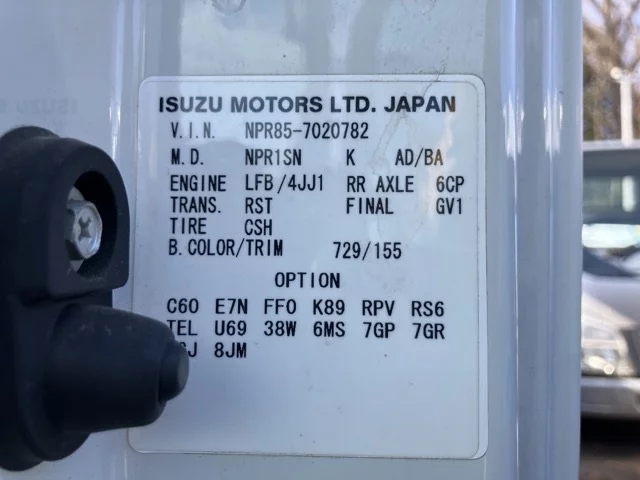 ISUZU MOTORS LTD. JAPAN
V.I.N. NPR85-7020782
M.D. NPR1SN K AD/BA
ENGINE LFB/4JJ1 RR AXLE 6CP
TRANS. RST FINAL GV1
TIRE CSH
B.COLOR/TRIM 729/155
OPTION
C60 E7N FF0 K89 RPV RS6
TEL U69 38W 6MS 7GP 7GR
8JM